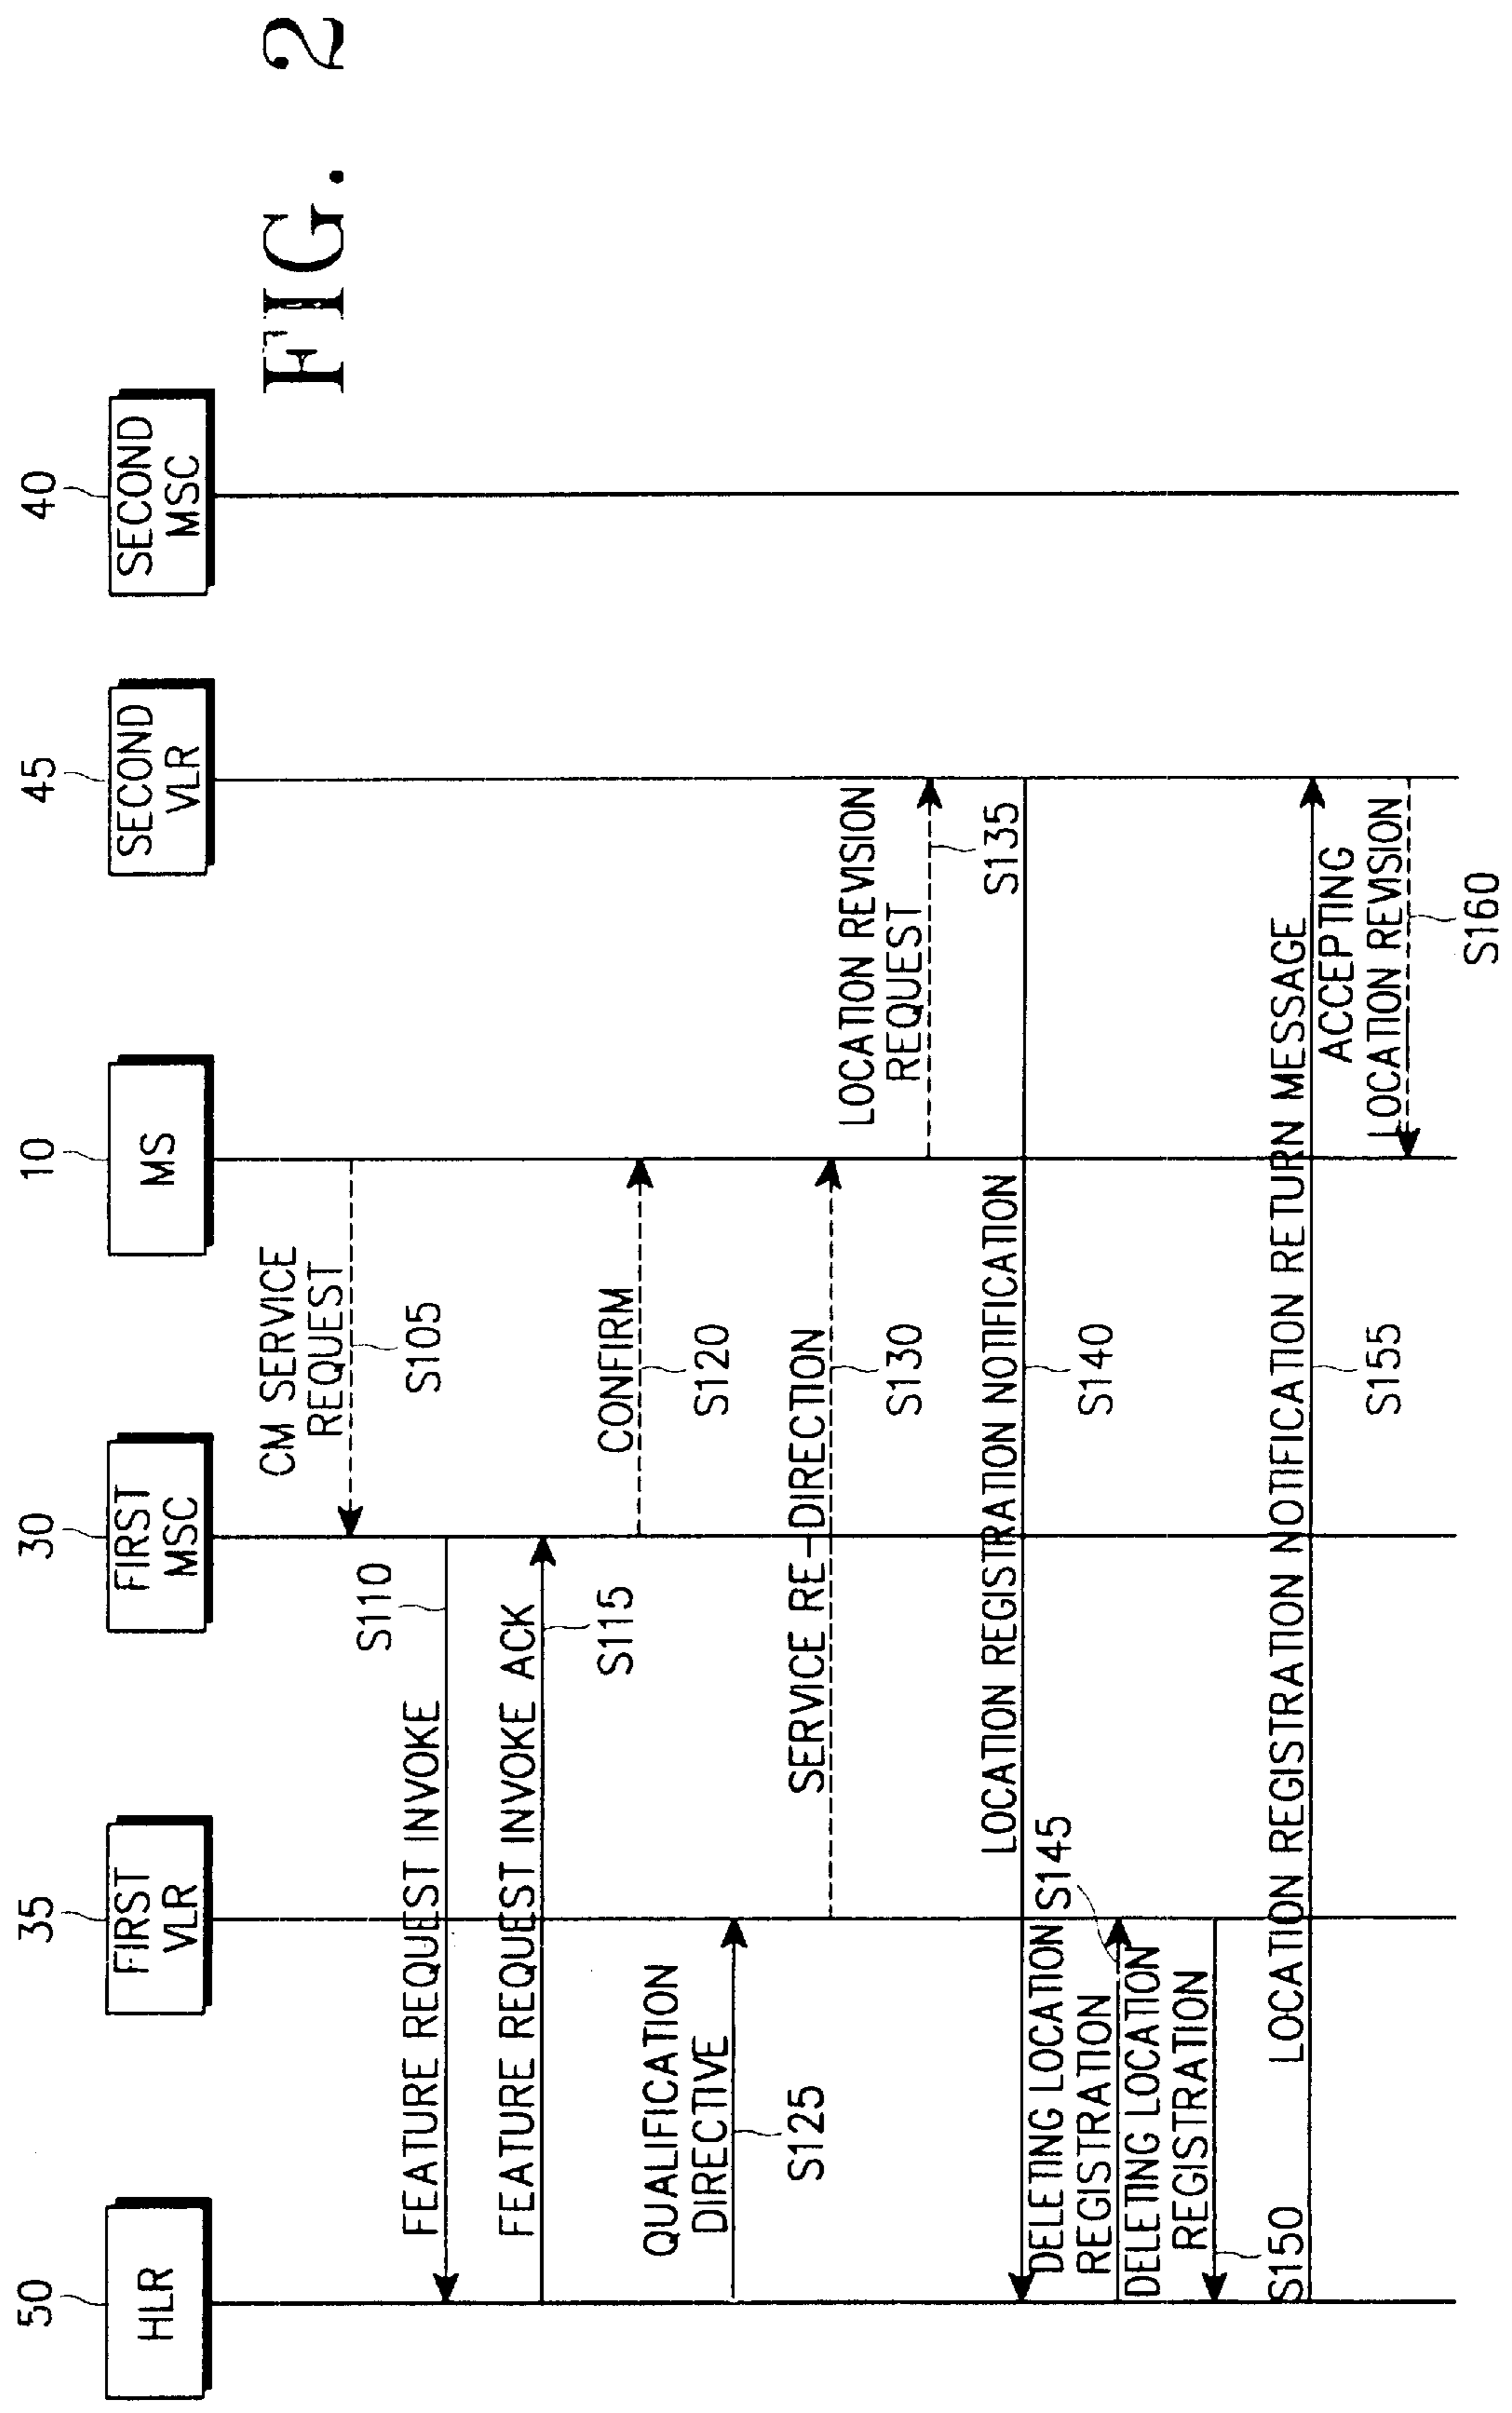 FIG. 2
50
35
30
10
45
40
HLR
FIRST
VLR
FIRST
MSC
MS
SECOND
VLR
SECOND
MSC
CM SERVICE
REQUEST
S105
S110
FEATURE REQUEST INVOKE
FEATURE REQUEST INVOKE ACK
S115
CONFIRM
S120
QUALIFICATION
DIRECTIVE
S125
SERVICE RE-DIRECTION
S130
LOCATION REVISION
REQUEST
S135
LOCATION REGISTRATION NOTIFICATION
S140
S145
DELETING LOCATION
REGISTRATION
DELETING LOCATION
REGISTRATION
S150
LOCATION REGISTRATION NOTIFICATION RETURN MESSAGE
S155
ACCEPTING
LOCATION REVISION
S160